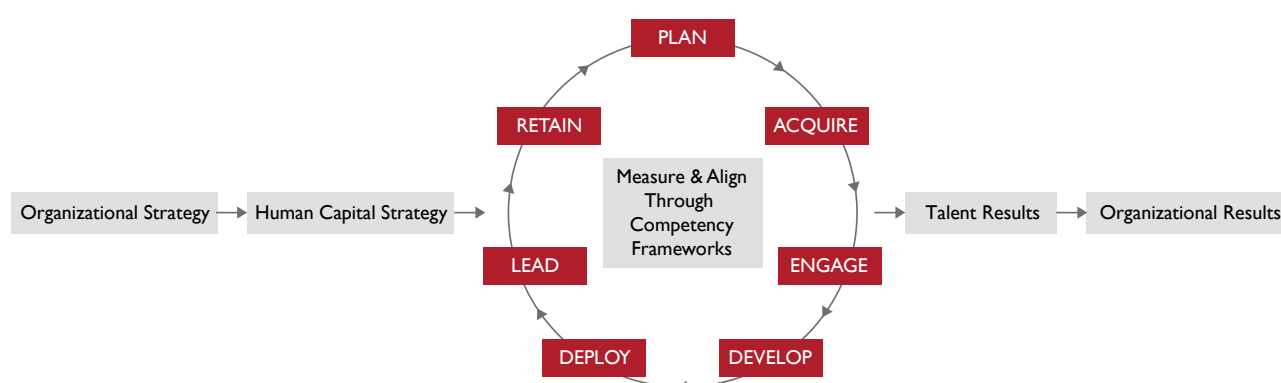 PLAN
RETAIN
ACQUIRE
Measure & Align
Through
Competency
Frameworks
Organizational Strategy
Human Capital Strategy
Talent Results
Organizational Results
LEAD
ENGAGE
DEPLOY
DEVELOP